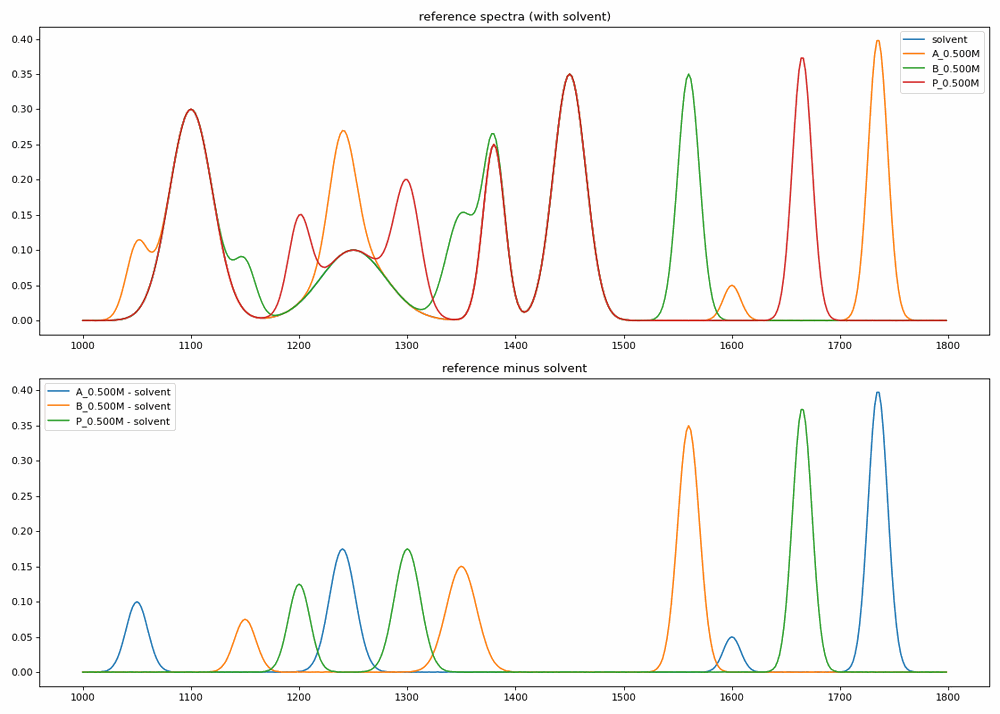 reference spectra (with solvent)
0.40
0.35
0.30
0.25
0.20
0.15
0.10
0.05
0.00
solvent
A_0.500M
B_0.500M
P_0.500M
1000 1100 1200 1300 1400 1500 1600 1700 1800
reference minus solvent
0.40
0.35
0.30
0.25
0.20
0.15
0.10
0.05
0.00
A_0.500M - solvent
B_0.500M - solvent
P_0.500M - solvent
1000 1100 1200 1300 1400 1500 1600 1700 1800